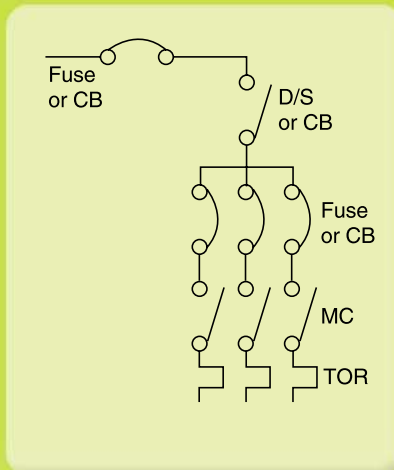 Fuse
or CB
D/S
or CB
Fuse
or CB
MC
TOR